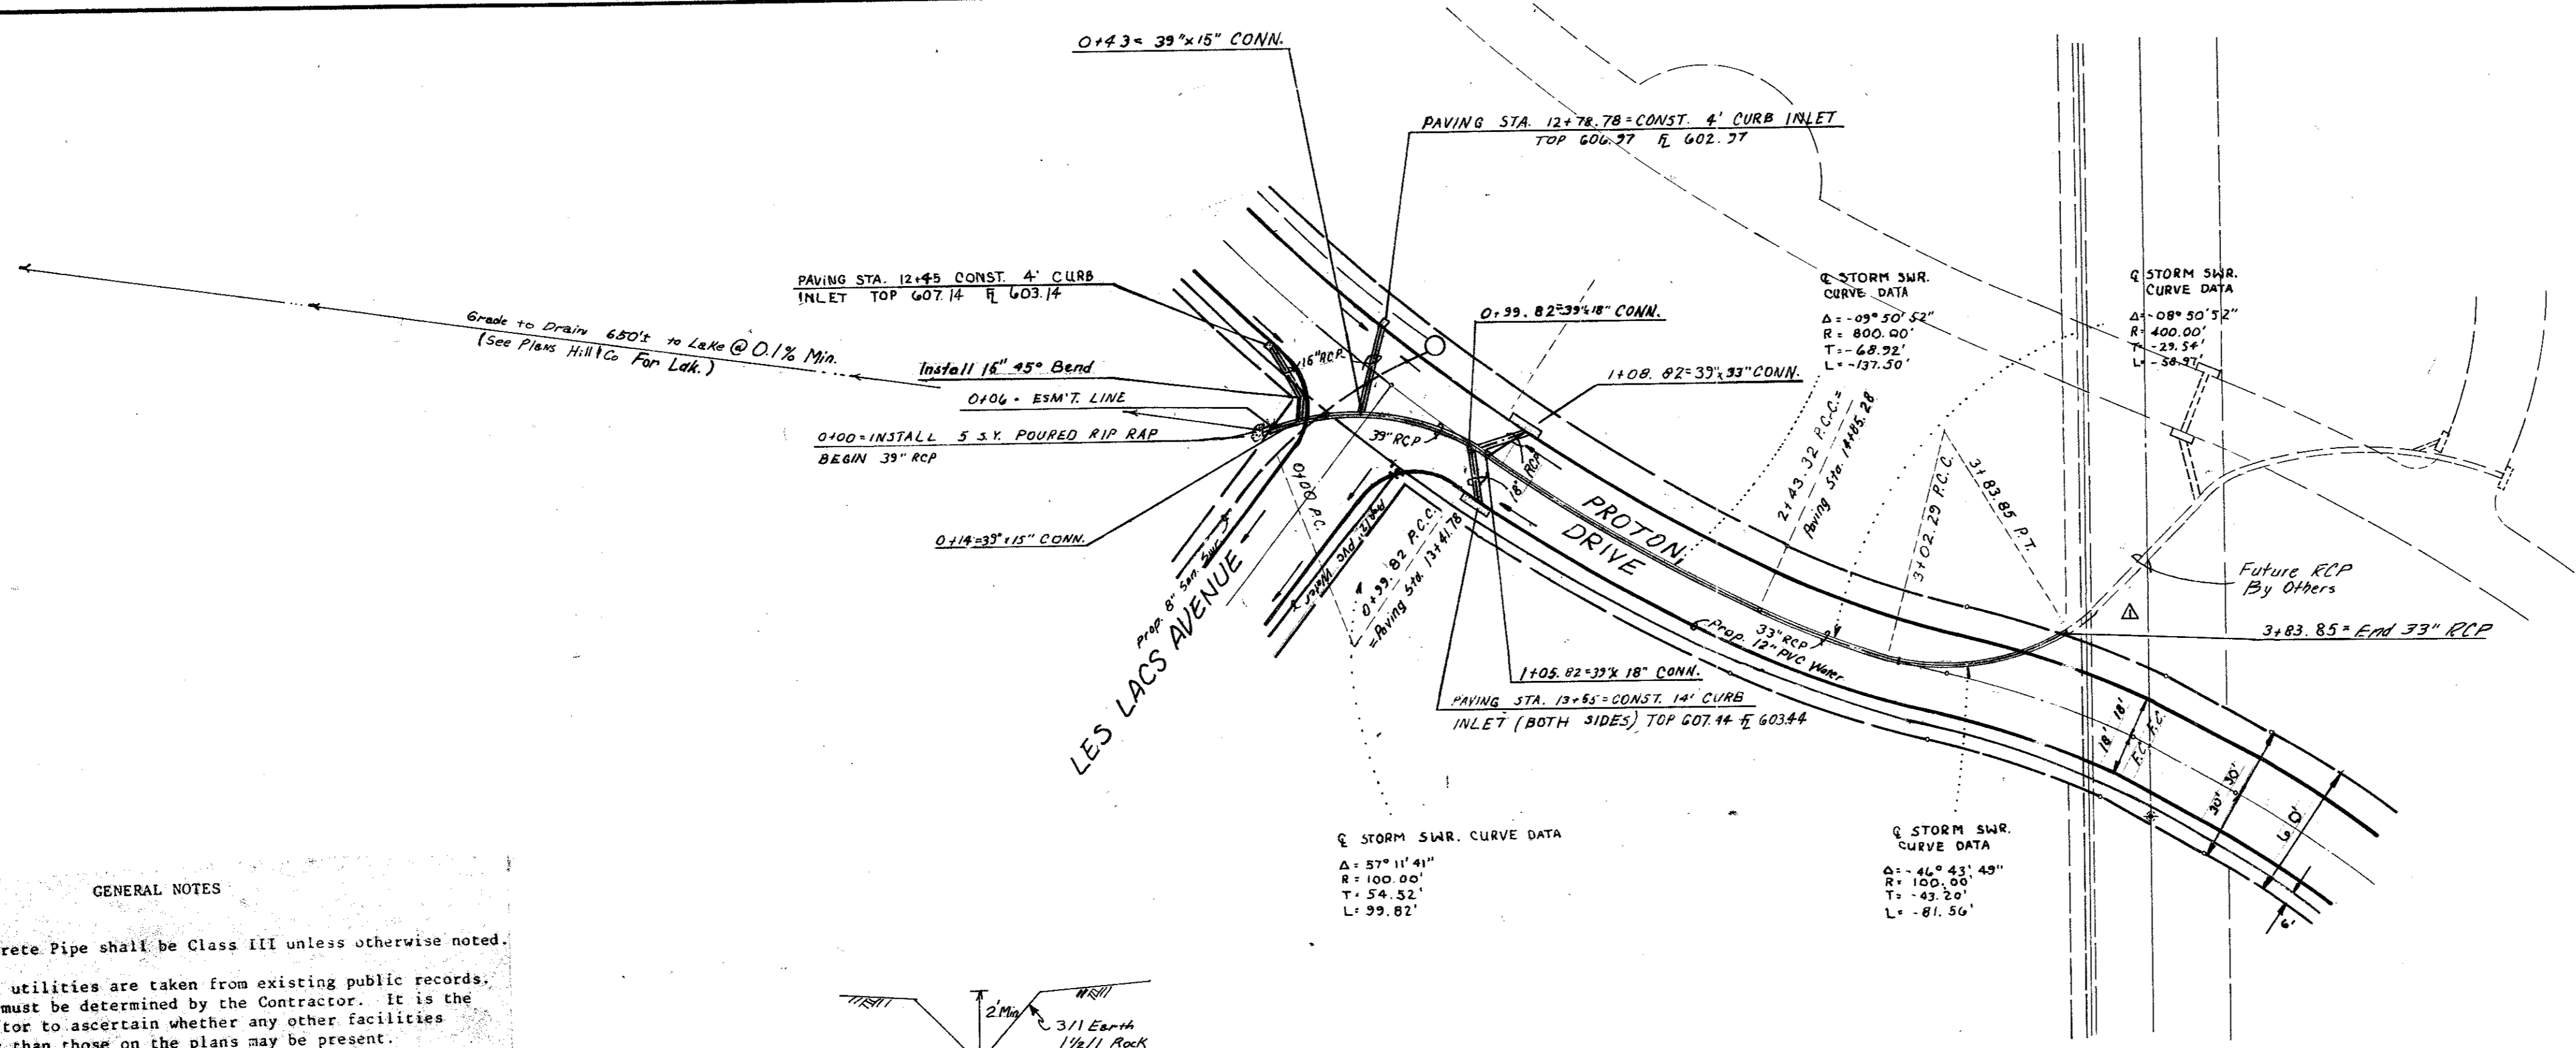 0+43= 39"x15" CONN.
PAVING STA. 12+78.78=CONST. 4' CURB INLET
TOP 606.97 FL 602.97
PAVING STA. 12+45 CONST. 4' CURB
INLET TOP 607.14 FL 603.14
Grade to Drain 650'± to Lake @ 0.1% Min.
(See Plans Hill & Co For Lak.)
Install 15" 45° Bend
0+06 - ESM'T. LINE
0+00=INSTALL 5 S.Y. POURED RIP RAP
BEGIN 39" RCP
0+14=39"x15" CONN.
15" RCP
39" RCP
18" RCP
0+99.82=39"x18" CONN.
1+08.82=39"x33" CONN.
℄ STORM SWR.
CURVE DATA
Δ=-09° 50' 52"
R= 800.00'
T=-68.92'
L=-137.50'
℄ STORM SWR.
CURVE DATA
Δ=-08° 50' 52"
R= 400.00'
T=-29.54'
L=-58.97'
0+00 P.C.
0+99.82 P.C.C.
=Paving Sta. 13+41.78
2+43.32 P.C.C.=
Paving Sta. 14+85.28
3+02.29 P.C.C.
3+83.85 P.T.
PROTON
DRIVE
Prop. 8" San. Swr.
LES LACS AVENUE
Prop. 12" PVC Water
33" RCP
Prop. 12" PVC Water
Future RCP
By Others
3+83.85= End 33" RCP
1+05.82=39"x 18" CONN.
PAVING STA. 13+55=CONST. 14' CURB
INLET (BOTH SIDES) TOP 607.44 FL 603.44
18' 18'
F.C. F.C.
30' 30'
60'
6'
℄ STORM SWR. CURVE DATA
Δ= 57° 11' 41"
R= 100.00'
T= 54.52'
L= 99.82'
℄ STORM SWR.
CURVE DATA
Δ=-46° 43' 49"
R= 100.00'
T= -43.20'
L= -81.56'
GENERAL NOTES
rete Pipe shall be Class III unless otherwise noted.
utilities are taken from existing public records.
must be determined by the Contractor. It is the
tor to ascertain whether any other facilities
than those on the plans may be present.
2' Min
3/1 Earth
1½/1 Rock